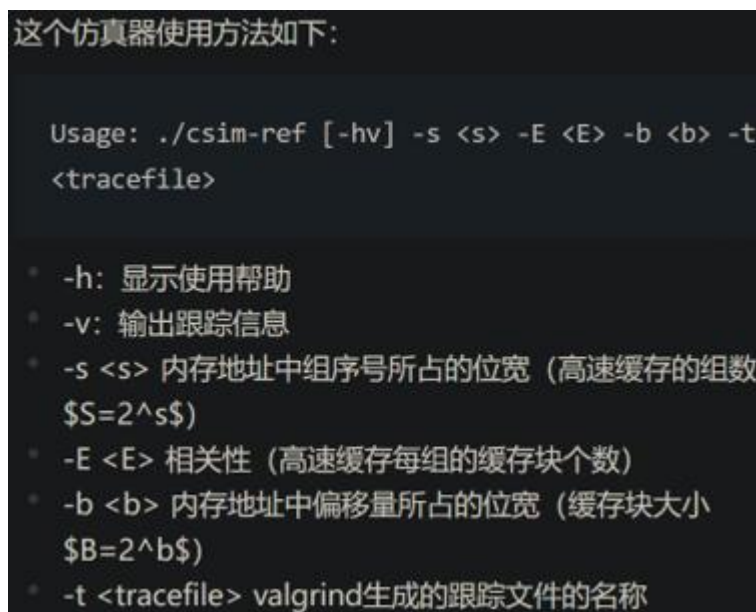 这个仿真器使用方法如下：
Usage: ./csim-ref [-hv] -s <s> -E <E> -b <b> -t
<tracefile>
-h：显示使用帮助
-v：输出跟踪信息
-s <s> 内存地址中组序号所占的位宽（高速缓存的组数
$S=2^s$）
-E <E> 相关性（高速缓存每组的缓存块个数）
-b <b> 内存地址中偏移量所占的位宽（缓存块大小
$B=2^b$）
-t <tracefile> valgrind生成的跟踪文件的名称